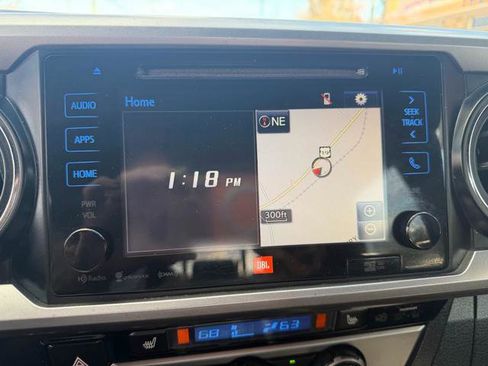 AUDIO
APPS
HOME
PWR
VOL
Home
1:18 PM
NE
300ft
SEEK
TRACK
HD Radio
JBL
68
63